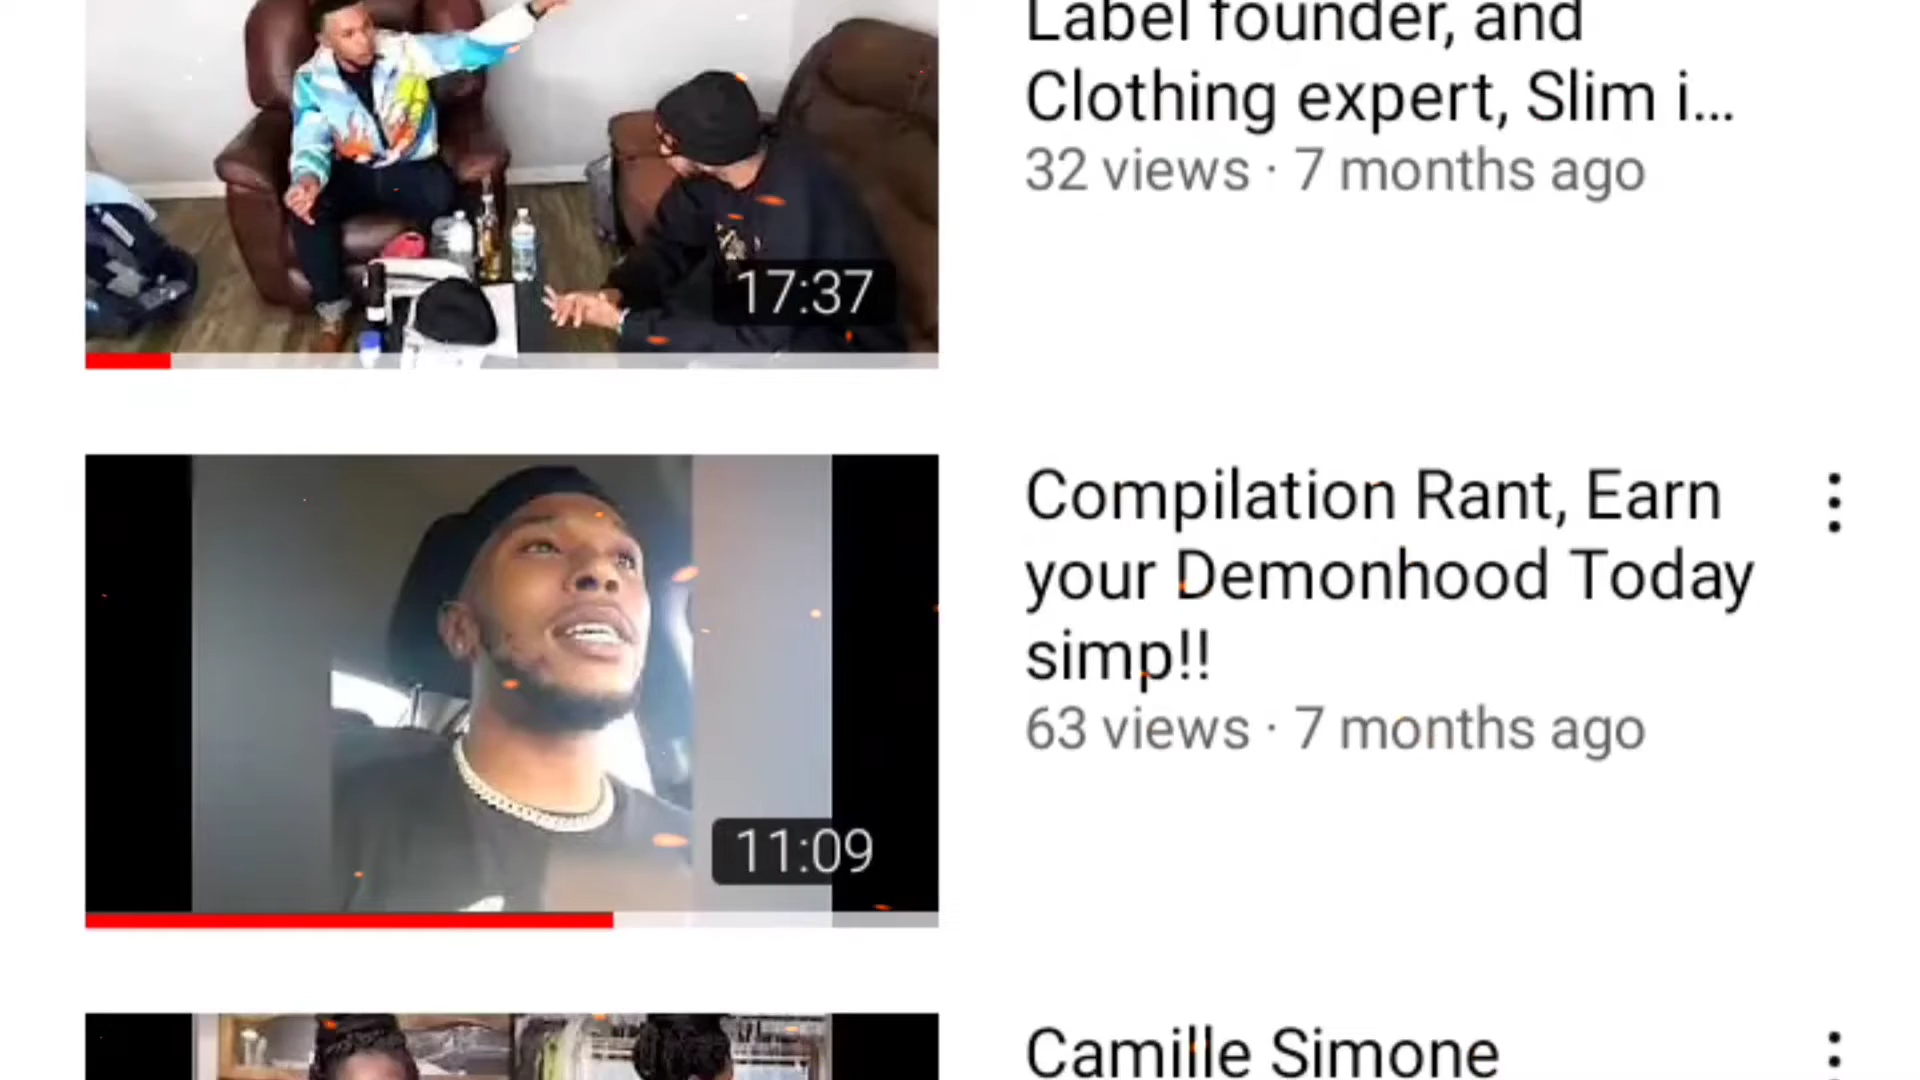 Label founder, and
Clothing expert, Slim i...
32 views · 7 months ago
17:37
Compilation Rant, Earn
your Demonhood Today
simp!!
63 views · 7 months ago
11:09
Camille Simone